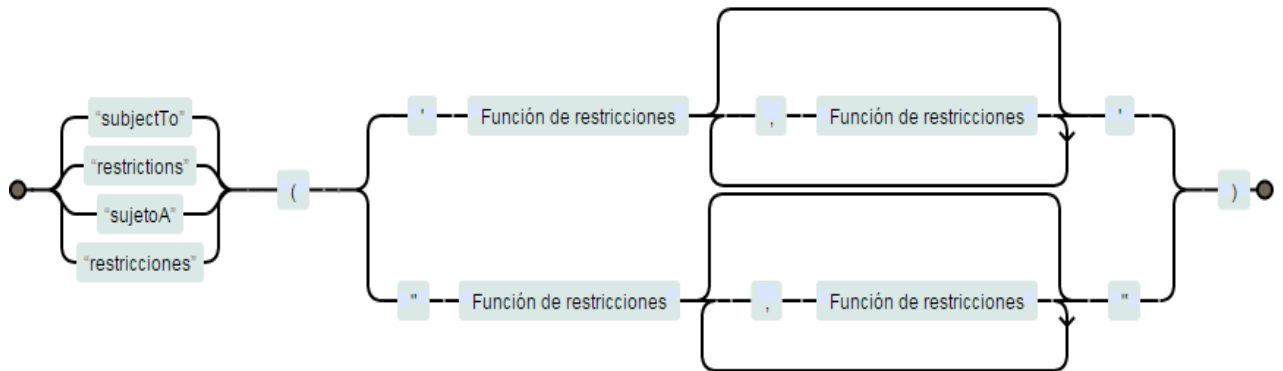 “subjectTo”
“restrictions”
“sujetoA”
“restricciones”
(
' Función de restricciones , Función de restricciones '
" Función de restricciones , Función de restricciones "
)